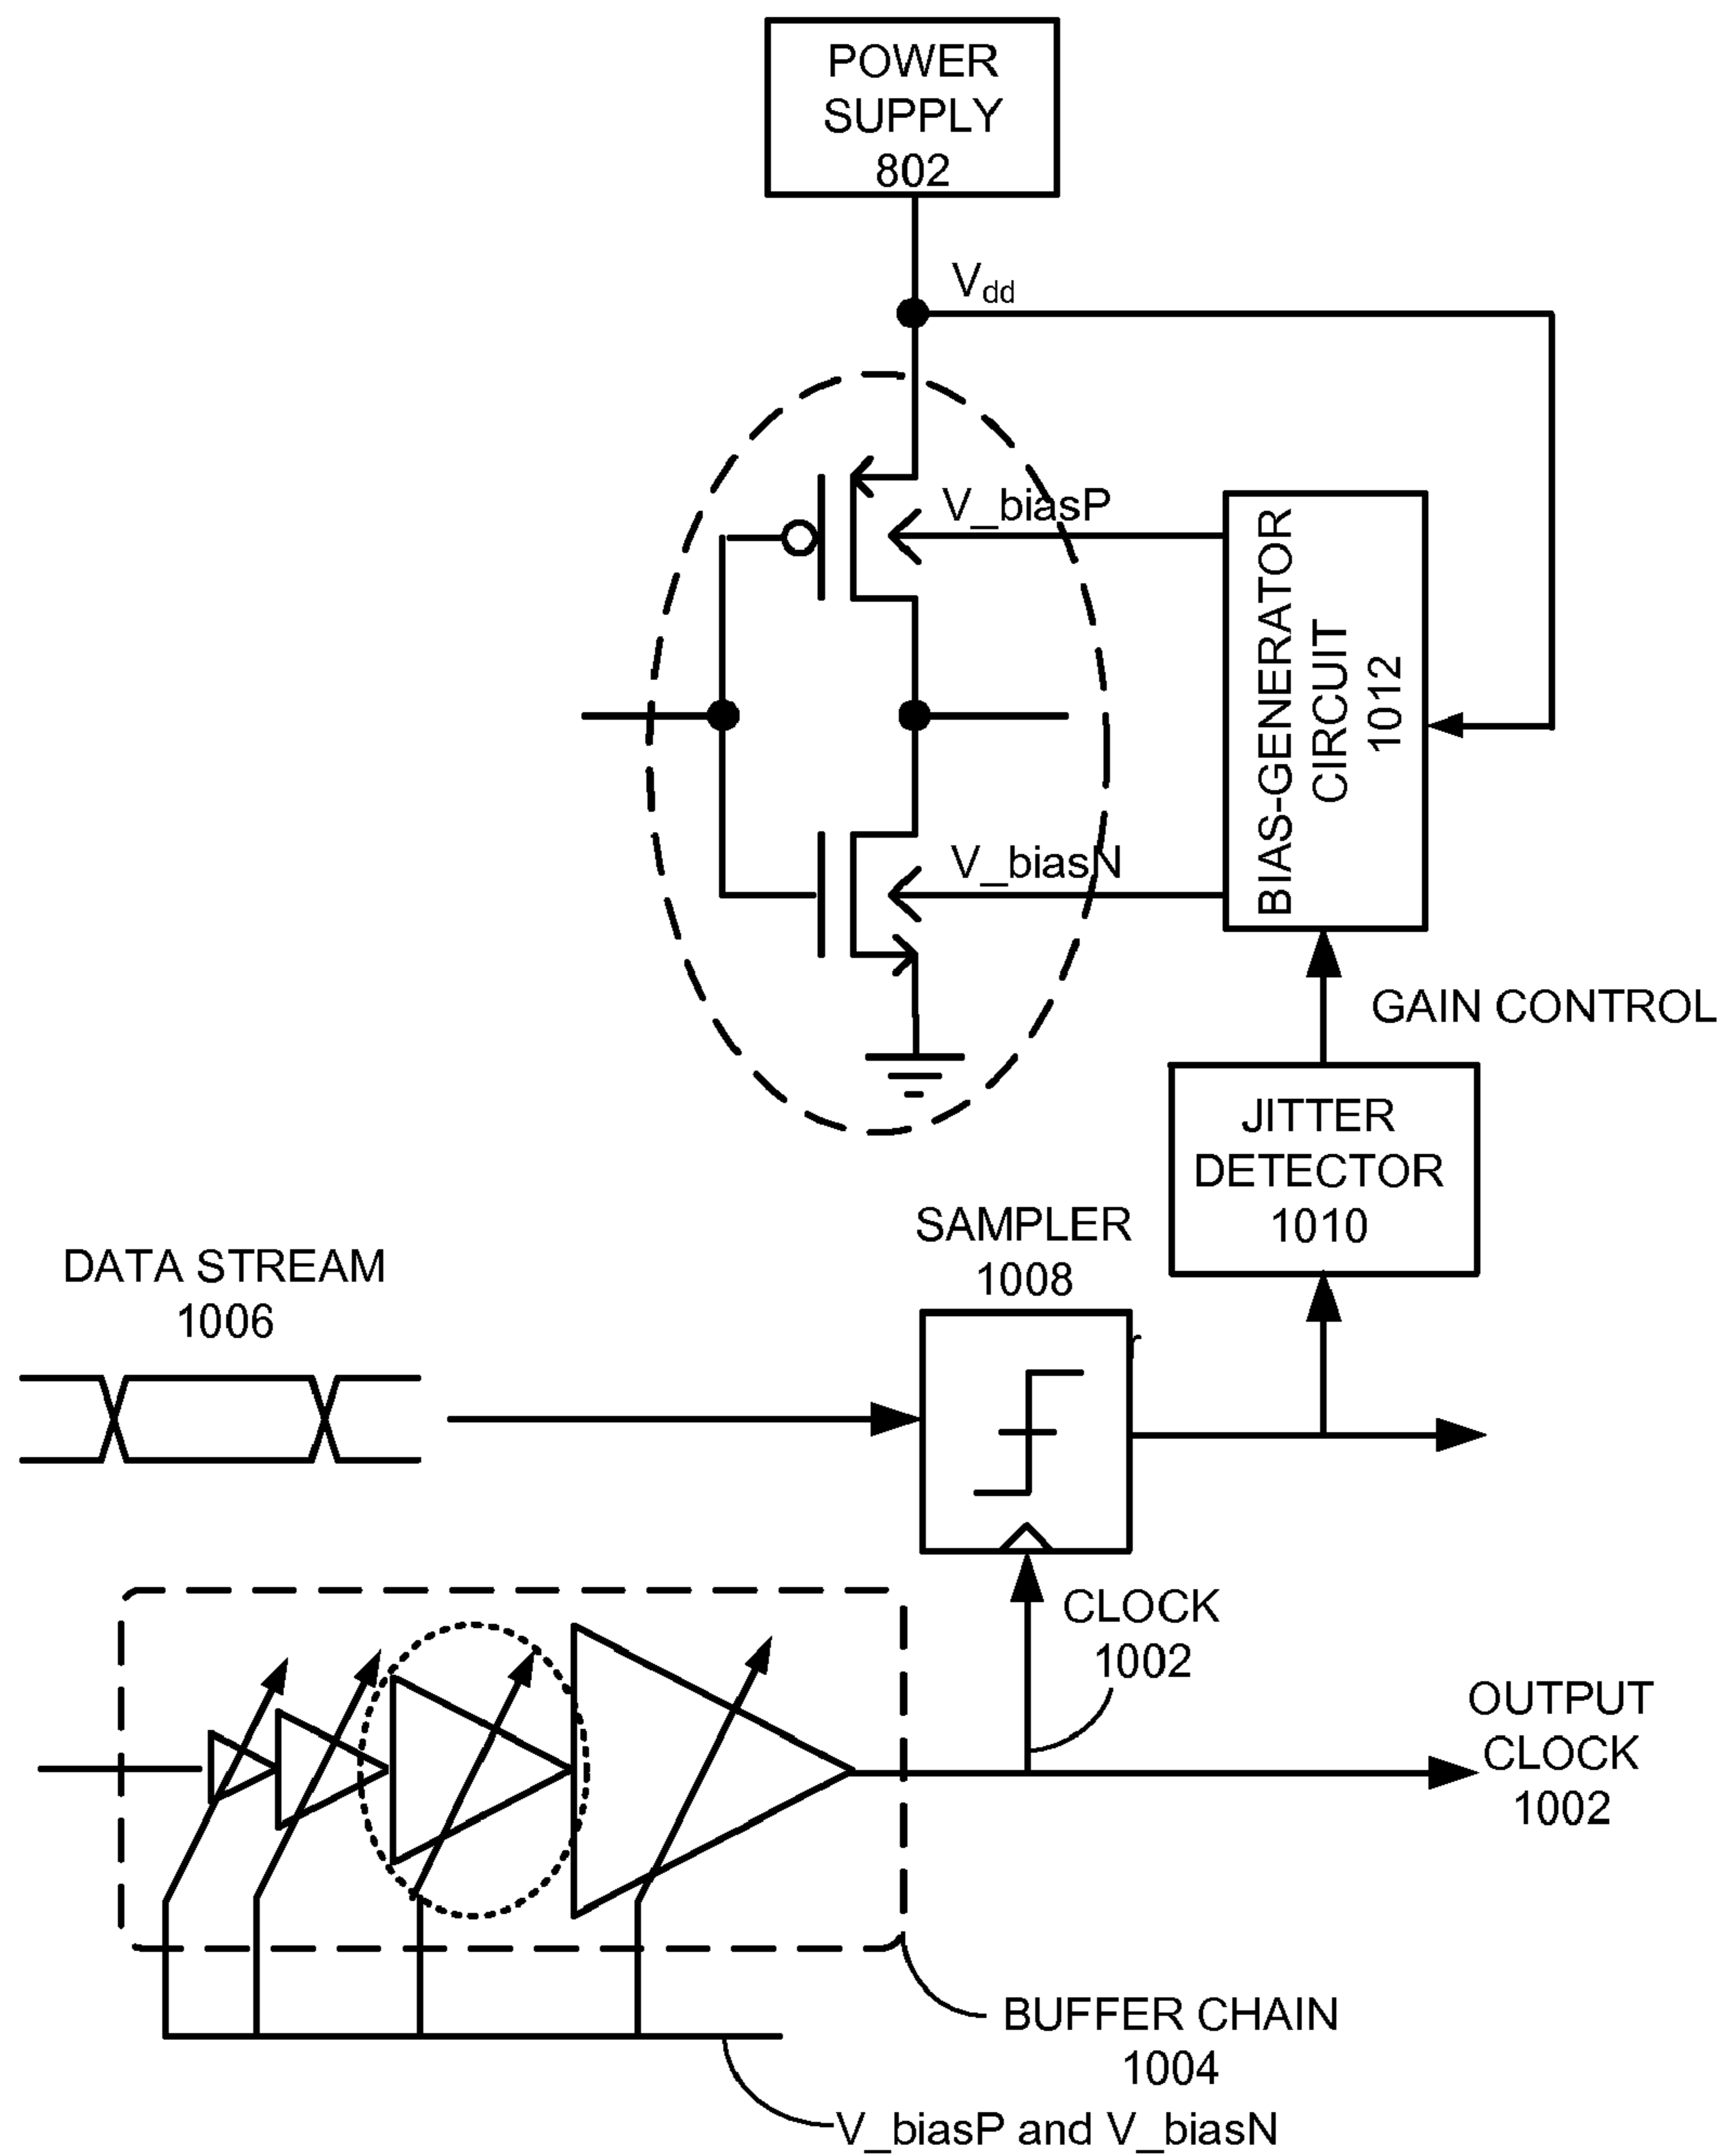 POWER
SUPPLY
802
Vdd
V_biasP
BIAS-GENERATOR
CIRCUIT
1012
V_biasN
GAIN CONTROL
JITTER
DETECTOR
1010
SAMPLER
1008
DATA STREAM
1006
CLOCK
1002
OUTPUT
CLOCK
1002
BUFFER CHAIN
1004
V_biasP and V_biasN